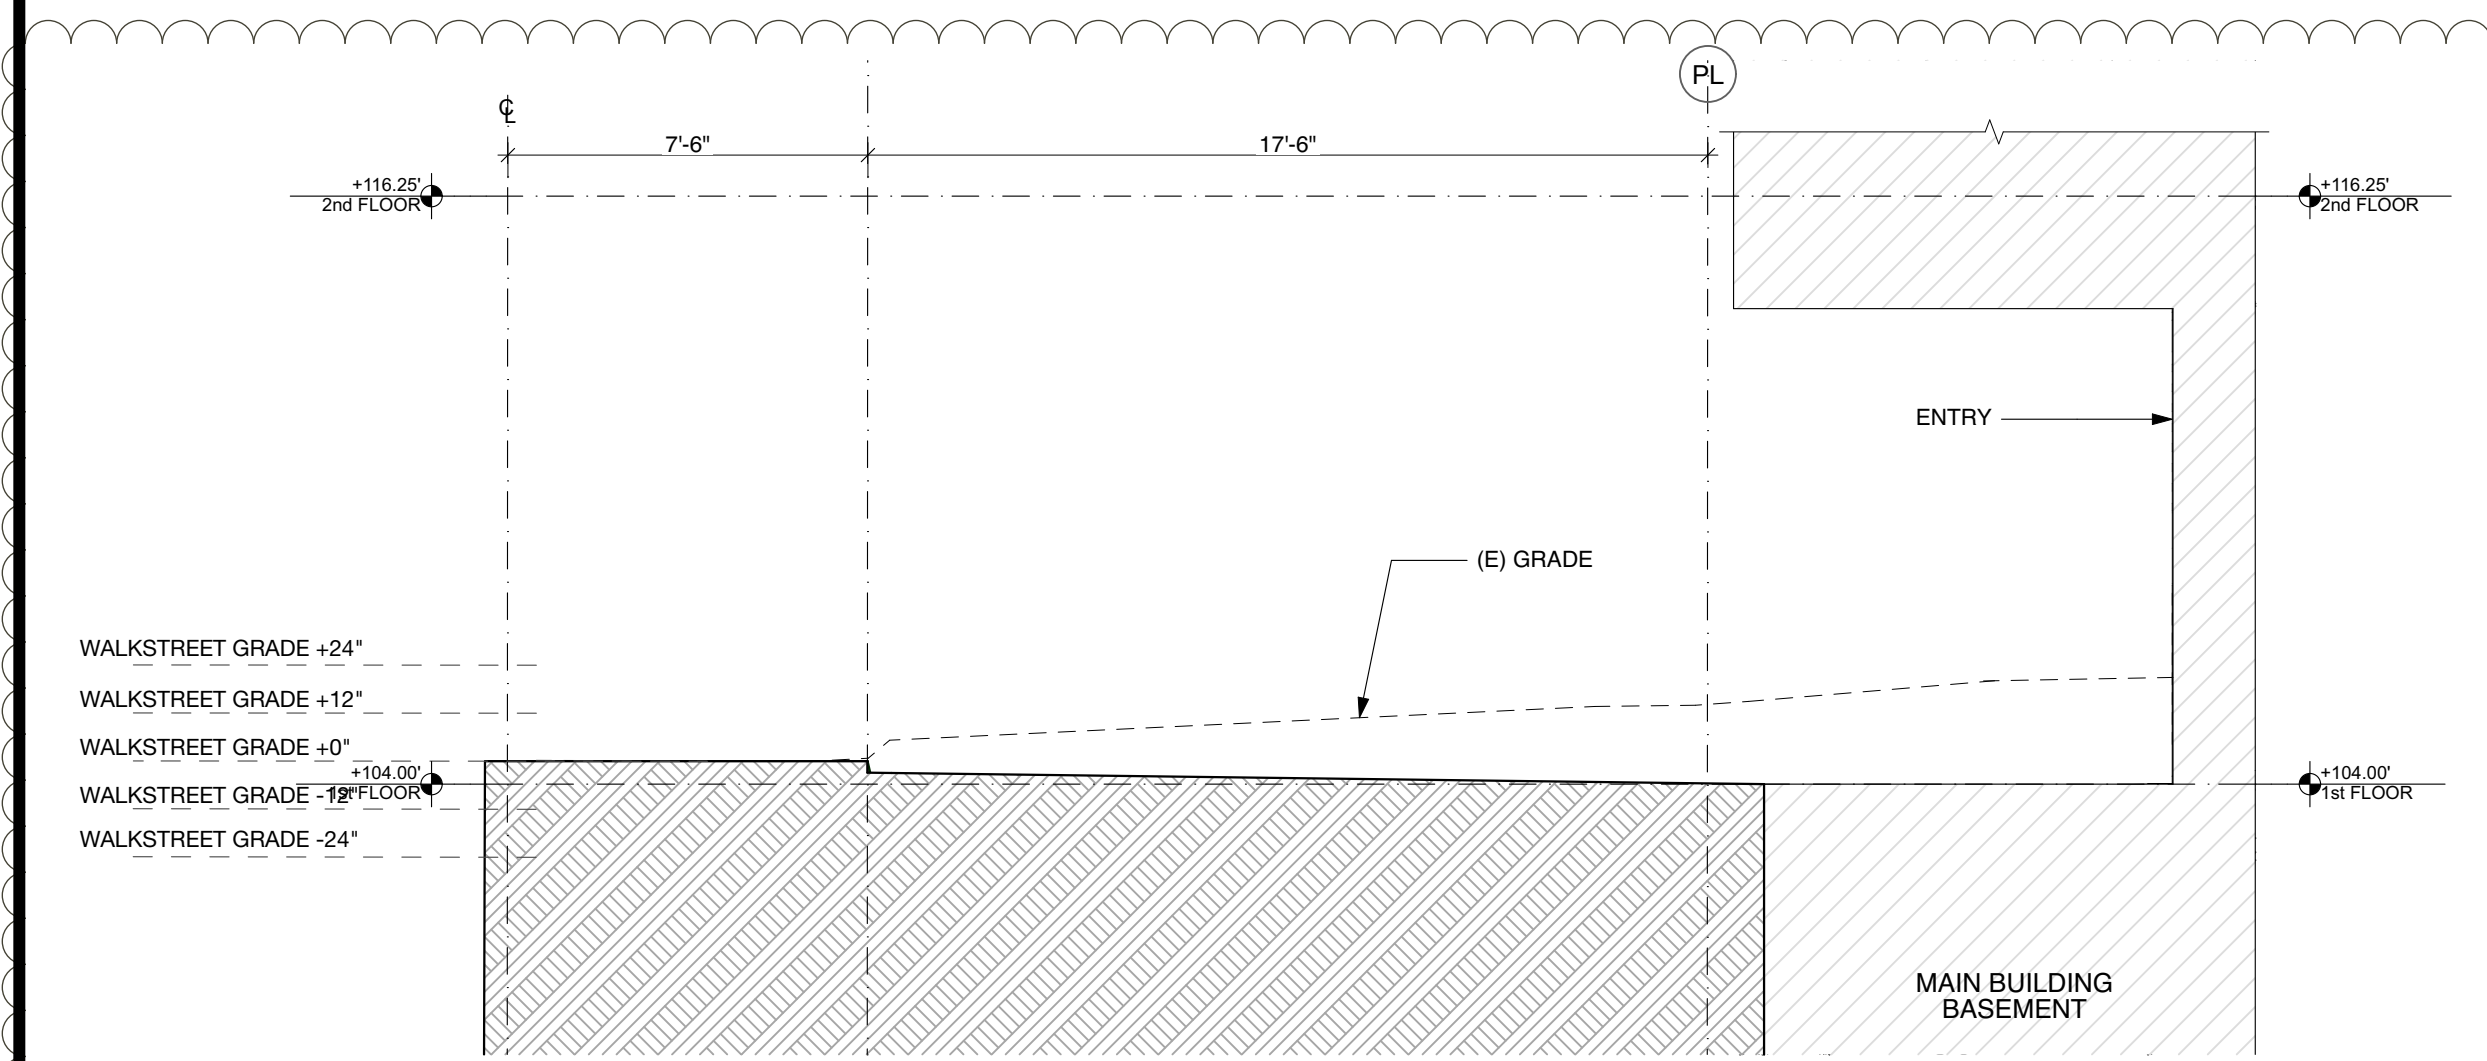 PL
℄
7'-6"
17'-6"
+116.25'
2nd FLOOR
+116.25'
2nd FLOOR
ENTRY
(E) GRADE
WALKSTREET GRADE +24"
WALKSTREET GRADE +12"
WALKSTREET GRADE +0"
+104.00'
1st FLOOR
WALKSTREET GRADE -12"
+104.00'
1st FLOOR
WALKSTREET GRADE -24"
MAIN BUILDING
BASEMENT